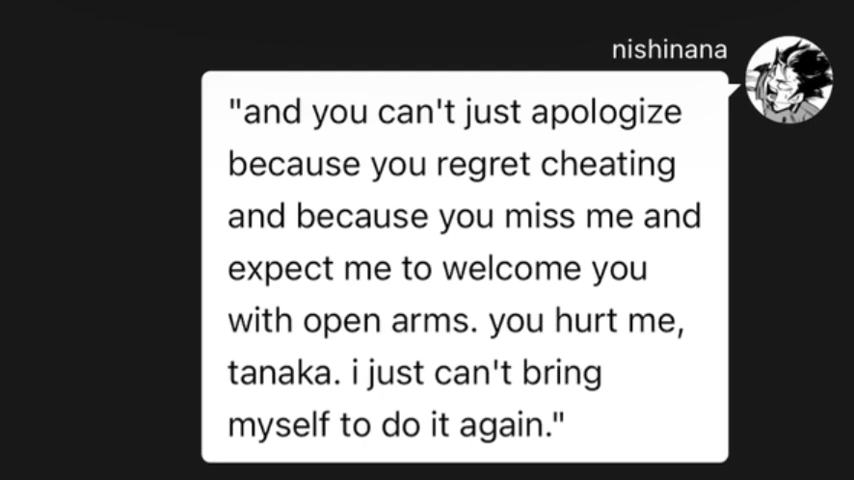 nishinana
"and you can't just apologize
because you regret cheating
and because you miss me and
expect me to welcome you
with open arms. you hurt me,
tanaka. i just can't bring
myself to do it again."